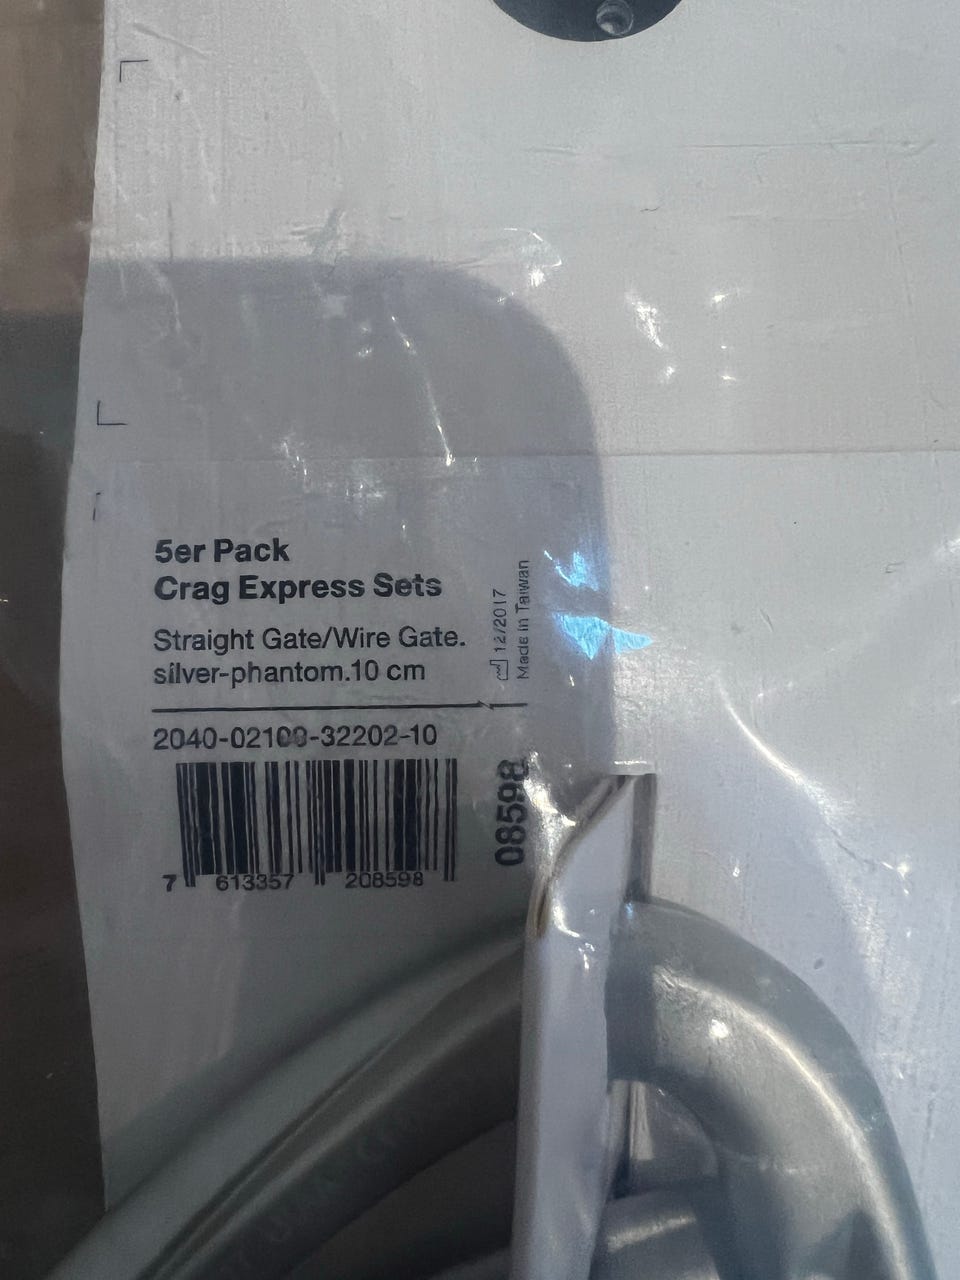 5er Pack
Crag Express Sets
Straight Gate/Wire Gate.
silver-phantom.10 cm
12/2017
Made in Taiwan
2040-02100-32202-10
08598
7 613357 208598